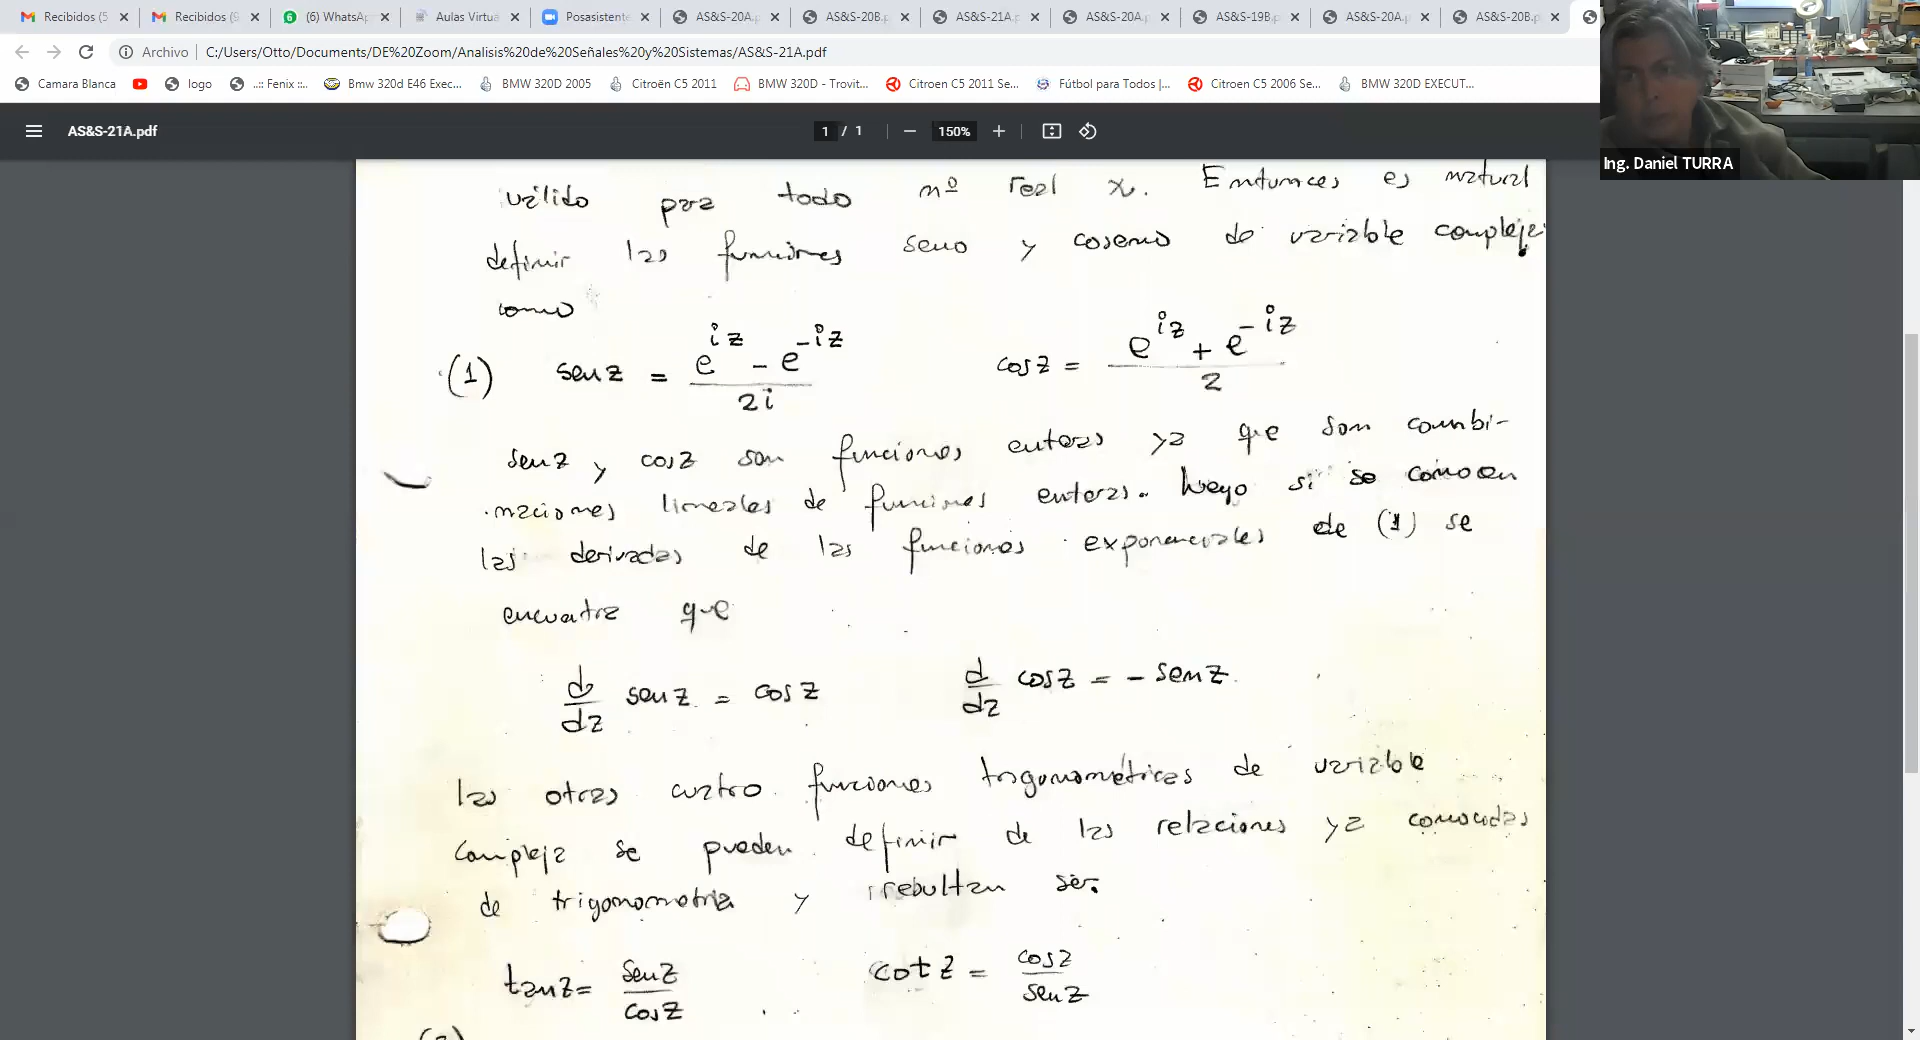 Recibidos (5
Recibidos (9
(6) WhatsAp
Aulas Virtua
Posasistente
AS&S-20A.p
AS&S-20B.p
AS&S-21A.p
AS&S-20A.p
AS&S-19B.p
AS&S-20A.p
AS&S-20B.p
Archivo C:/Users/Otto/Documents/DE%20Zoom/Analisis%20de%20Señales%20y%20Sistemas/AS&S-21A.pdf
Camara Blanca logo ..:: Fenix ::.. Bmw 320d E46 Exec... BMW 320D 2005 Citroën C5 2011 BMW 320D - Trovit... Citroen C5 2011 Se... Fútbol para Todos |... Citroen C5 2006 Se... BMW 320D EXECUT...
AS&S-21A.pdf 1 / 1 150%
Ing. Daniel TURRA
válido para todo nº real x. Entonces es natural
definir las funciones seno y coseno de variable compleja
como
(1) sen z = (e^{iz} - e^{-iz}) / 2i cos z = (e^{iz} + e^{-iz}) / 2
sen z y cos z son funciones enteras ya que son combi-
naciones lineales de funciones enteras. Luego si se conocen
las derivadas de las funciones exponenciales de (1) se
encuentra que
d/dz sen z = cos z d/dz cos z = - sen z.
las otras cuatro funciones trigonométricas de variable
compleja se pueden definir de las relaciones ya conocidas
de trigonometria y resultan ser:
tan z = sen z / cos z cot z = cos z / sen z